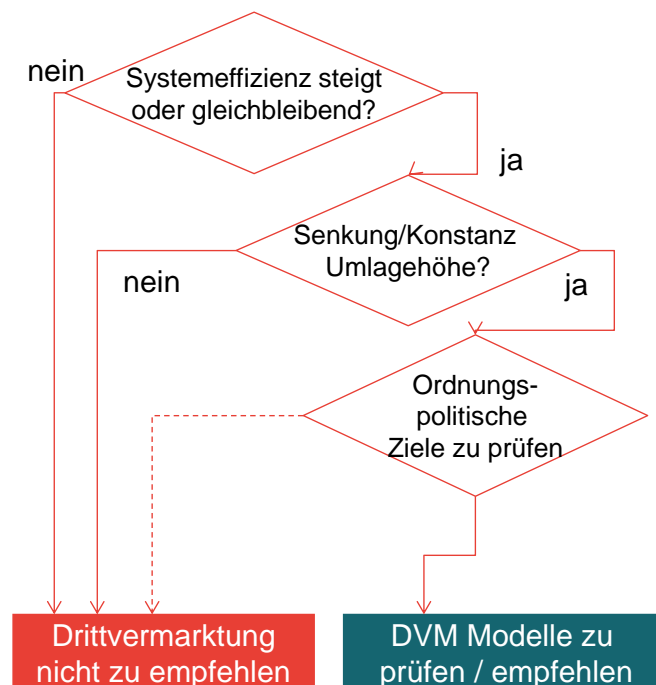 nein
Systemeffizienz steigt
oder gleichbleibend?
ja
Senkung/Konstanz
Umlagehöhe?
nein
ja
Ordnungs-
politische
Ziele zu prüfen
Drittvermarktung
nicht zu empfehlen
DVM Modelle zu
prüfen / empfehlen